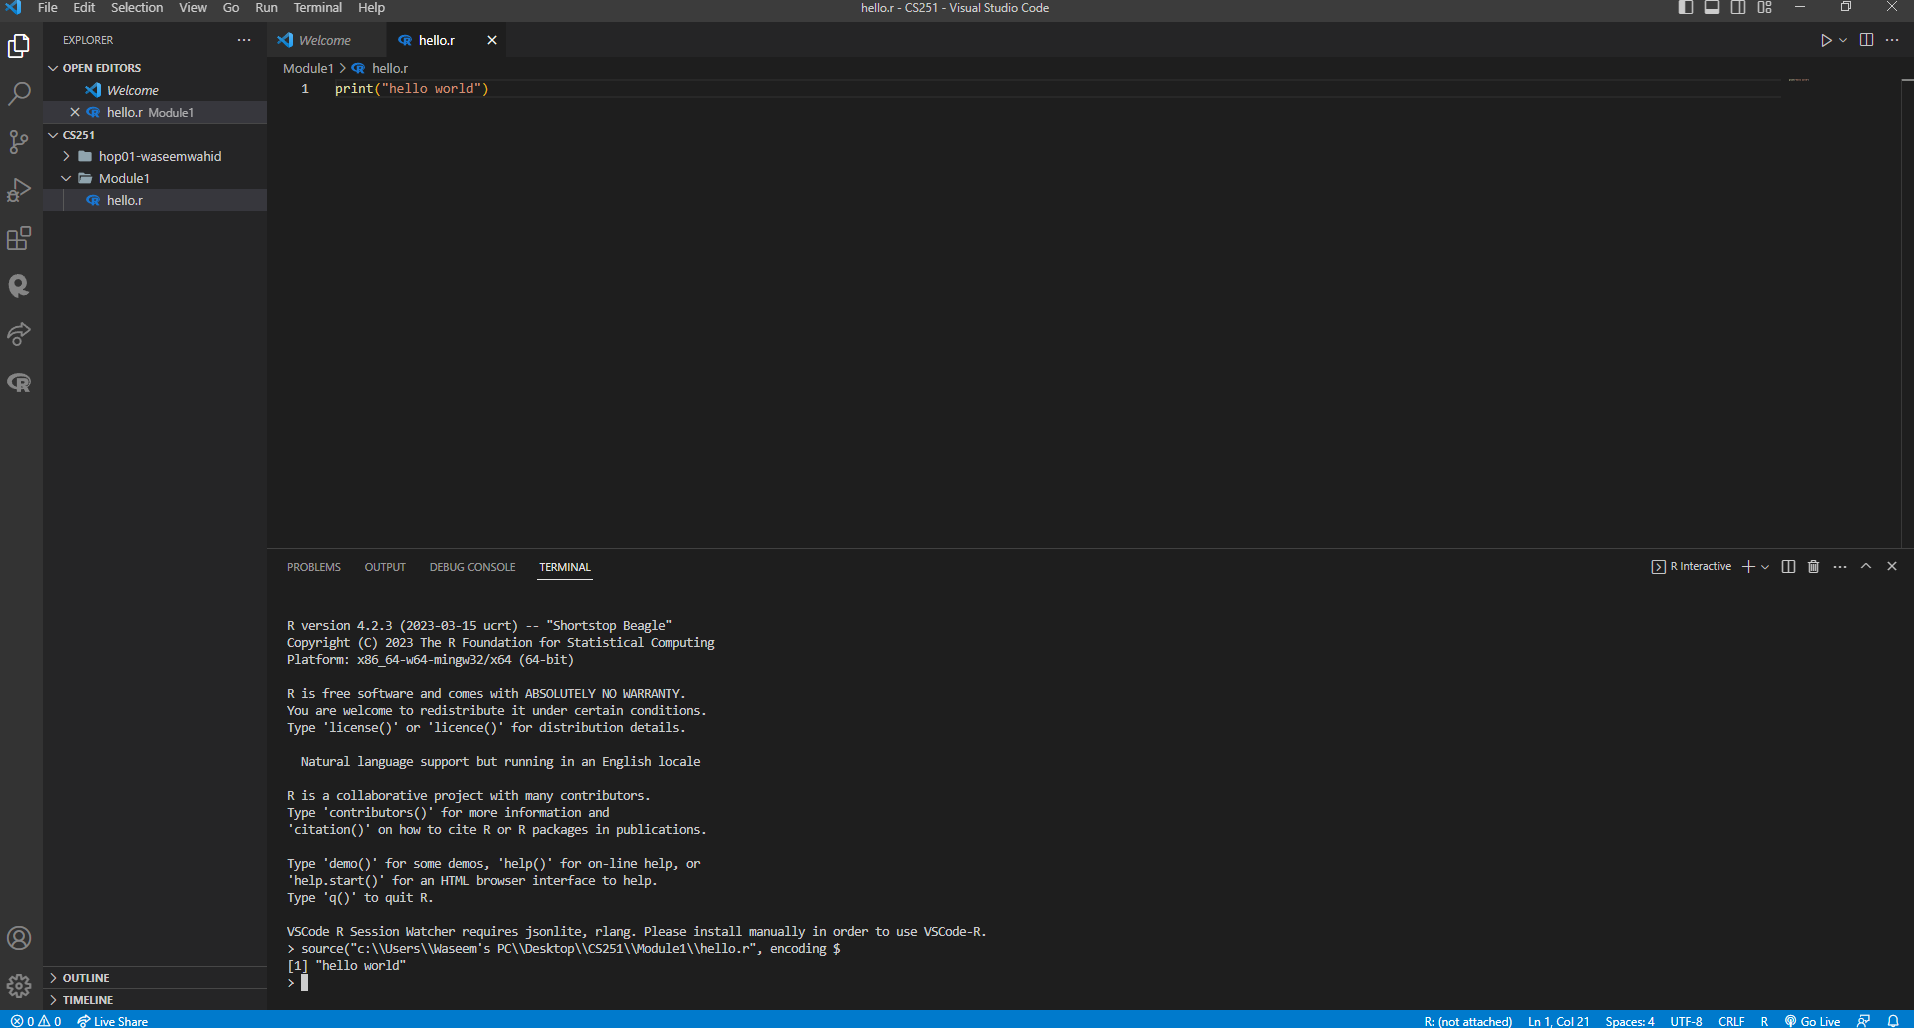 File Edit Selection View Go Run Terminal Help
hello.r - CS251 - Visual Studio Code
EXPLORER
OPEN EDITORS
Welcome
hello.r Module1
CS251
hop01-waseemwahid
Module1
hello.r
OUTLINE
TIMELINE
Welcome
hello.r
Module1 > hello.r
1 print("hello world")
PROBLEMS OUTPUT DEBUG CONSOLE TERMINAL
R Interactive
R version 4.2.3 (2023-03-15 ucrt) -- "Shortstop Beagle"
Copyright (C) 2023 The R Foundation for Statistical Computing
Platform: x86_64-w64-mingw32/x64 (64-bit)
R is free software and comes with ABSOLUTELY NO WARRANTY.
You are welcome to redistribute it under certain conditions.
Type 'license()' or 'licence()' for distribution details.
Natural language support but running in an English locale
R is a collaborative project with many contributors.
Type 'contributors()' for more information and
'citation()' on how to cite R or R packages in publications.
Type 'demo()' for some demos, 'help()' for on-line help, or
'help.start()' for an HTML browser interface to help.
Type 'q()' to quit R.
VSCode R Session Watcher requires jsonlite, rlang. Please install manually in order to use VSCode-R.
> source("c:\\Users\\Waseem's PC\\Desktop\\CS251\\Module1\\hello.r", encoding $
[1] "hello world"
>
0 0 Live Share
R: (not attached) Ln 1, Col 21 Spaces: 4 UTF-8 CRLF R Go Live